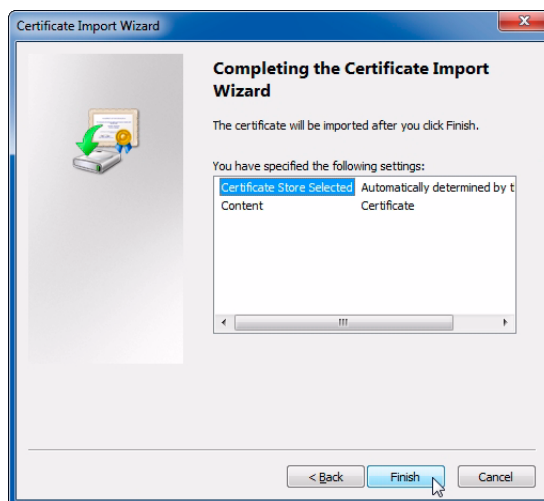 Certificate Import Wizard
Completing the Certificate Import
Wizard
The certificate will be imported after you click Finish.
You have specified the following settings:
Certificate Store Selected Automatically determined by t
Content Certificate
< Back Finish Cancel